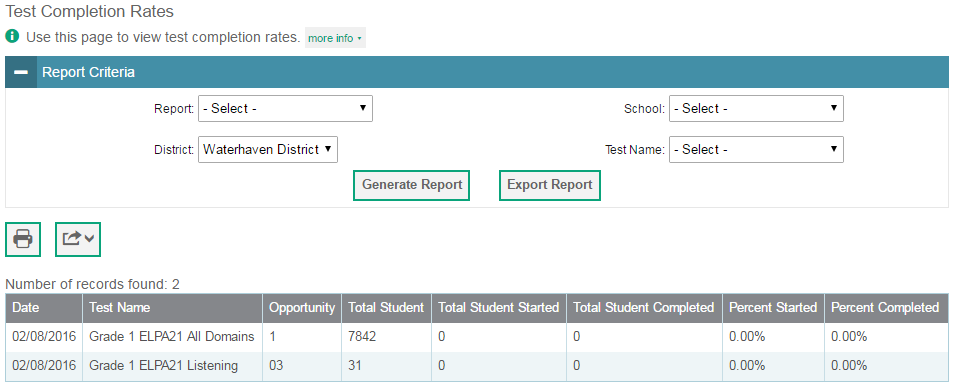 Test Completion Rates
Use this page to view test completion rates. more info
Report Criteria
Report: - Select - School: - Select -
District: Waterhaven District Test Name: - Select -
Generate Report Export Report
Number of records found: 2
Date Test Name Opportunity Total Student Total Student Started Total Student Completed Percent Started Percent Completed
02/08/2016 Grade 1 ELPA21 All Domains 1 7842 0 0 0.00% 0.00%
02/08/2016 Grade 1 ELPA21 Listening 03 31 0 0 0.00% 0.00%